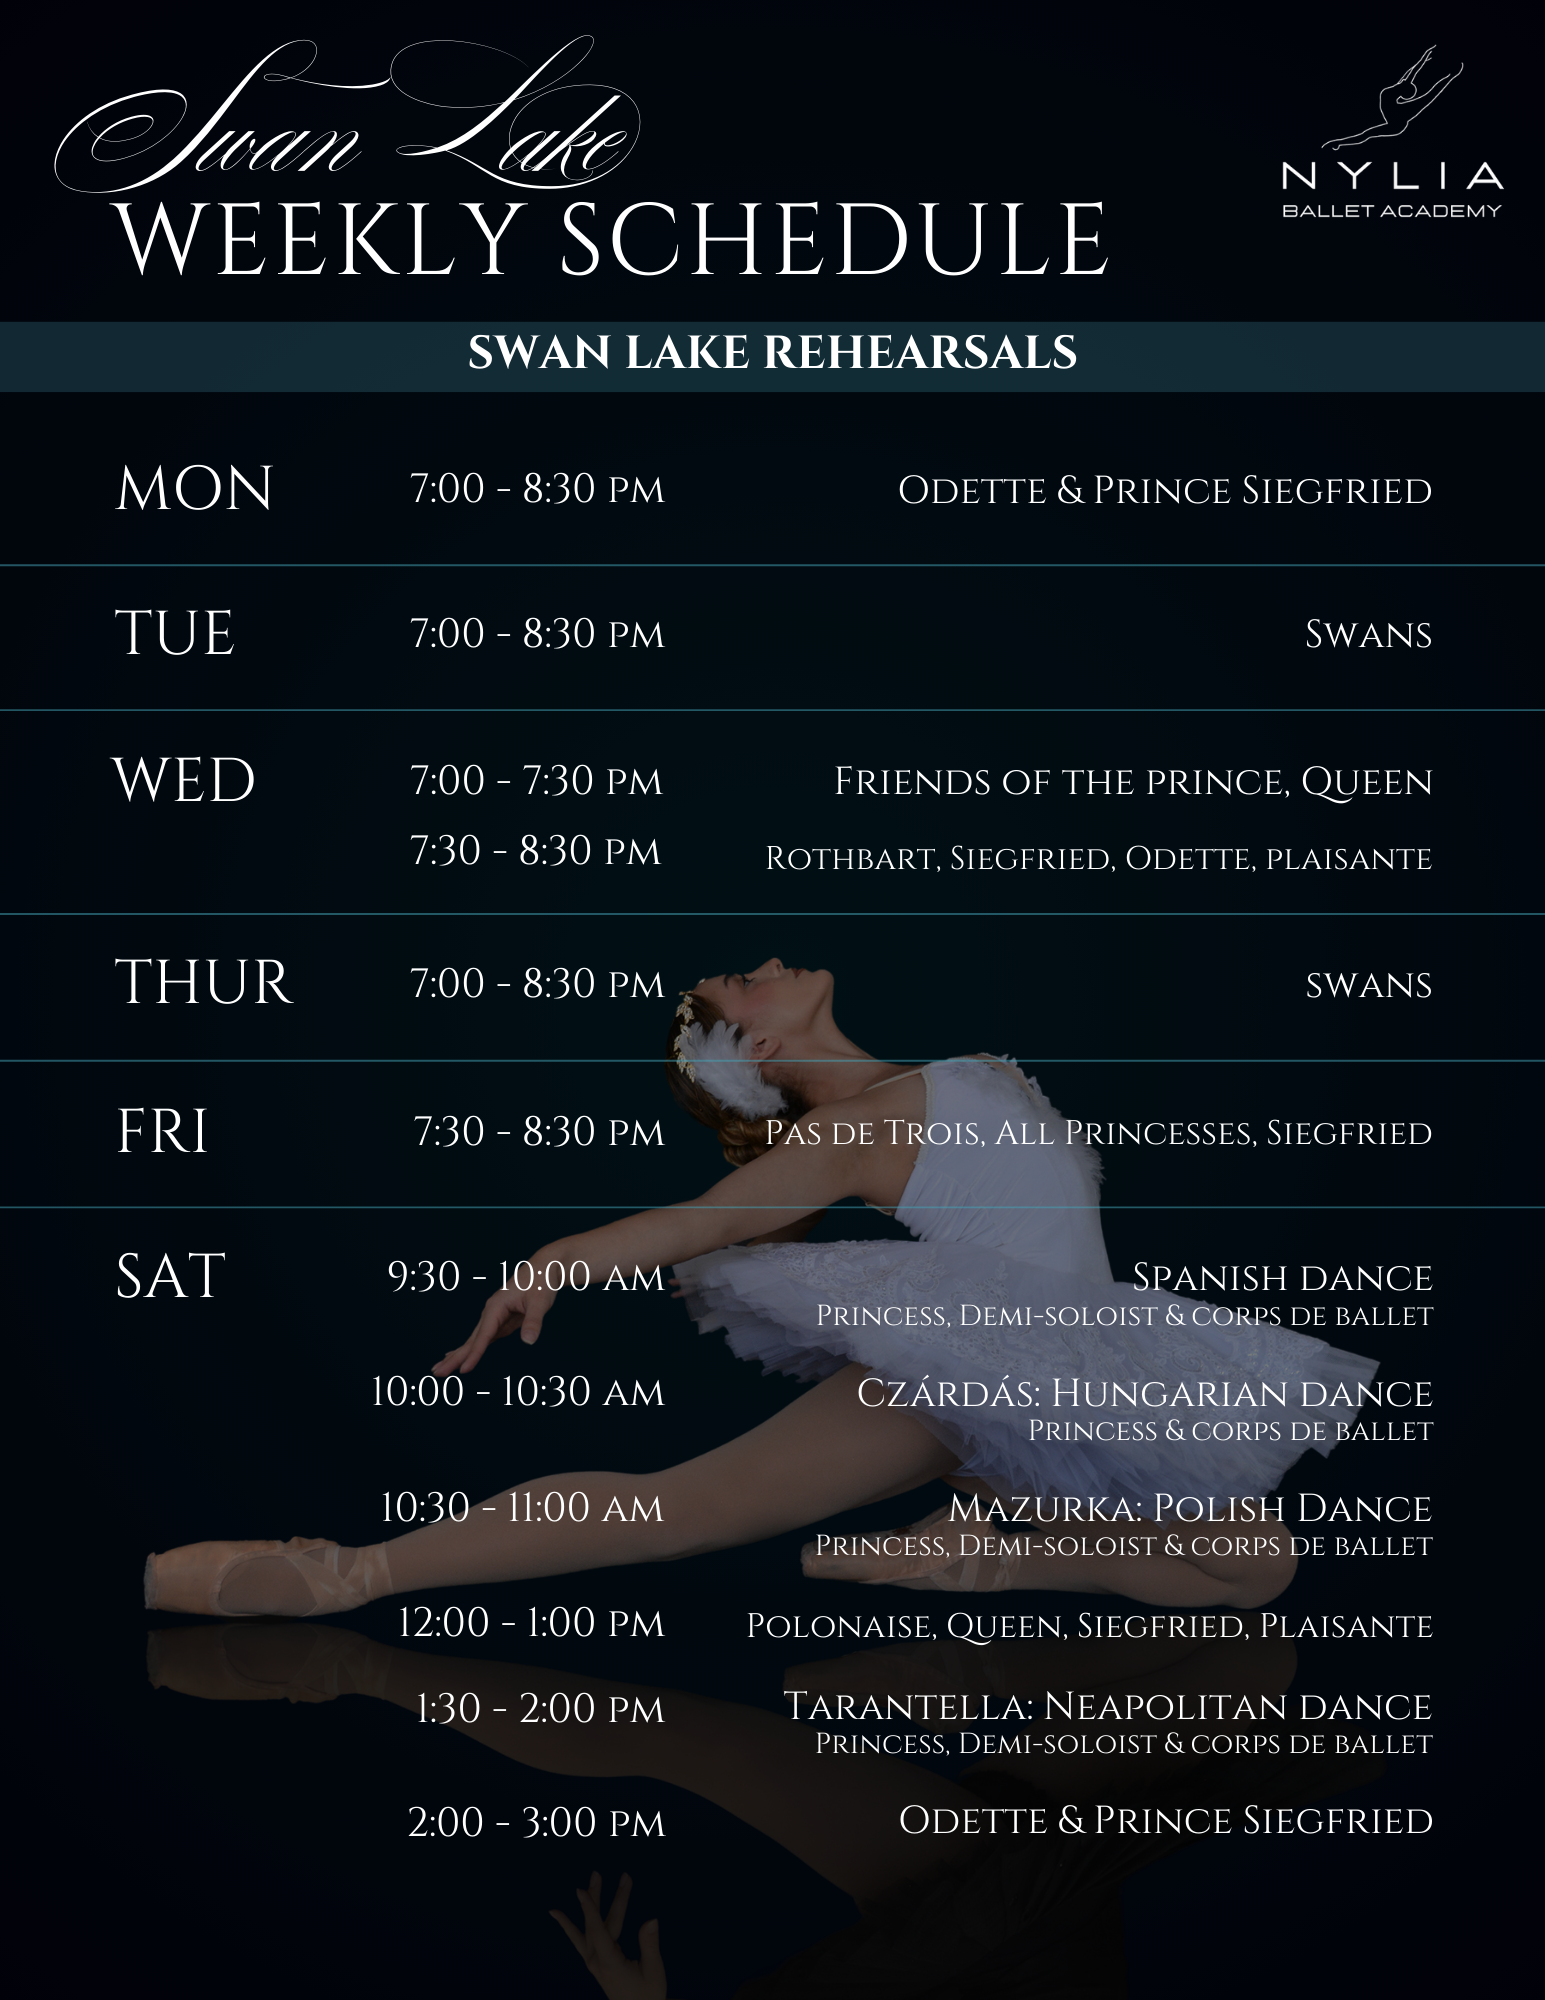 Swan Lake
WEEKLY SCHEDULE
NYLIA
BALLET ACADEMY
SWAN LAKE REHEARSALS
MON 7:00 - 8:30 PM Odette & Prince Siegfried
TUE 7:00 - 8:30 PM Swans
WED 7:00 - 7:30 PM Friends of the prince, Queen
7:30 - 8:30 PM Rothbart, Siegfried, Odette, plaisante
THUR 7:00 - 8:30 PM swans
FRI 7:30 - 8:30 PM Pas de Trois, All Princesses, Siegfried
SAT 9:30 - 10:00 AM Spanish dance
Princess, Demi-soloist & corps de ballet
10:00 - 10:30 AM Czárdás: Hungarian dance
Princess & corps de ballet
10:30 - 11:00 AM Mazurka: Polish Dance
Princess, Demi-soloist & corps de ballet
12:00 - 1:00 PM Polonaise, Queen, Siegfried, Plaisante
1:30 - 2:00 PM Tarantella: Neapolitan dance
Princess, Demi-soloist & corps de ballet
2:00 - 3:00 PM Odette & Prince Siegfried